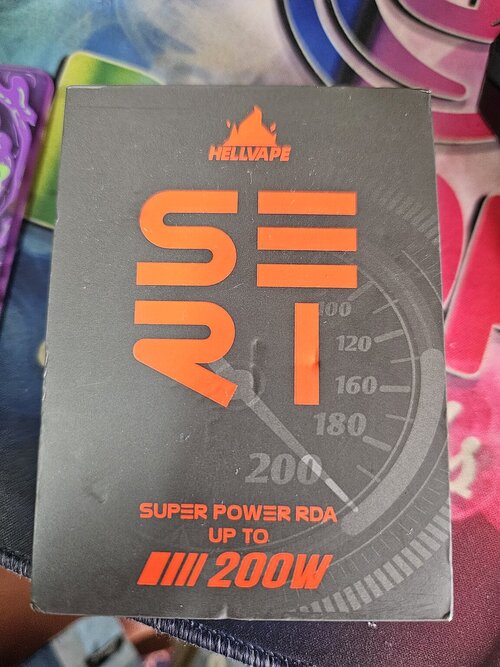 HELLVAPE
SE
RI
100
120
160
180
200
SUPER POWER RDA
UP TO
200W